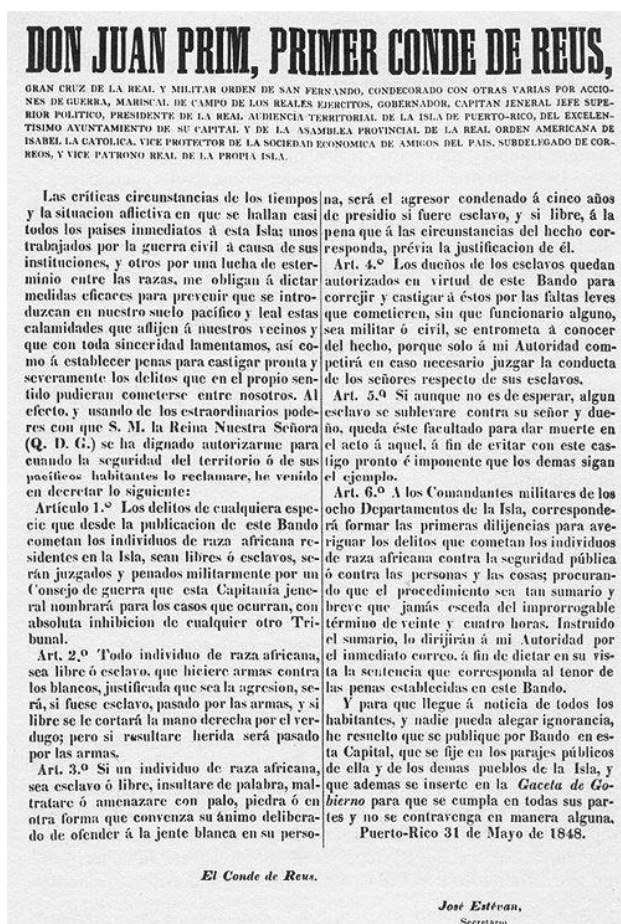 DON JUAN PRIM, PRIMER CONDE DE REUS,
GRAN CRUZ DE LA REAL Y MILITAR ORDEN DE SAN FERNANDO, CONDECORADO CON OTRAS VARIAS POR ACCIO-
NES DE GUERRA, MARISCAL DE CAMPO DE LOS REALES EJERCITOS, GOBERNADOR, CAPITAN JENERAL JEFE SUPE-
RIOR POLITICO, PRESIDENTE DE LA REAL AUDIENCIA TERRITORIAL DE LA ISLA DE PUERTO-RICO, DEL EXCELEN-
TISIMO AYUNTAMIENTO DE SU CAPITAL Y DE LA ASAMBLEA PROVINCIAL DE LA REAL ORDEN AMERICANA DE
ISABEL LA CATOLICA. VICE PROTECTOR DE LA SOCIEDAD ECONOMICA DE AMIGOS DEL PAIS. SUBDELEGADO DE COR-
REOS, Y VICE PATRONO REAL DE LA PROPIA ISLA.
Las críticas circunstancias de los tiempos
y la situacion aflictiva en que se hallan casi
todos los paises inmediatos á esta Isla; unos
trabajados por la guerra civil á causa de sus
instituciones, y otros por una lucha de ester-
minio entre las razas, me obligan á dictar
medidas eficaces para prevenir que se intro-
duzcan en nuestro suelo pacífico y leal estas
calamidades que aflijen á nuestros vecinos y
que con toda sinceridad lamentamos, así co-
mo á establecer penas para castigar pronta y
severamente los delitos que en el propio sen-
tido pudieran cometerse entre nosotros. Al
efecto, y usando de los estraordinarios pode-
res con que S. M. la Reina Nuestra Señora
(Q. D. G.) se ha dignado autorizarme para
cuando la seguridad del territorio ó de sus
pacíficos habitantes lo reclamare, he venido
en decretar lo siguiente:
Artículo 1.º Los delitos de cualquiera espe-
cie que desde la publicacion de este Bando
cometan los individuos de raza africana re-
sidentes en la Isla, sean libres ó esclavos, se-
rán juzgados y penados militarmente por un
Consejo de guerra que esta Capitanía jene-
ral nombrará para los casos que ocurran, con
absoluta inhibicion de cualquier otro Tri-
bunal.
Art. 2.º Todo individuo de raza africana,
sea libre ó esclavo, que hiciere armas contra
los blancos, justificada que sea la agresion, se-
rá, si fuese esclavo, pasado por las armas, y si
libre se le cortará la mano derecha por el ver-
dugo; pero si resultare herida será pasado
por las armas.
Art. 3.º Si un individuo de raza africana,
sea esclavo ó libre, insultare de palabra, mal-
tratare ó amenazare con palo, piedra ó en
otra forma que convenza su ánimo delibera-
do de ofender á la jente blanca en su perso-
na, será el agresor condenado á cinco años
de presidio si fuere esclavo, y si libre, á la
pena que á las circunstancias del hecho cor-
responda, prévia la justificacion de él.
Art. 4.º Los dueños de los esclavos quedan
autorizados en virtud de este Bando para
correjir y castigar á éstos por las faltas leves
que cometieren, sin que funcionario alguno,
sea militar ó civil, se entrometa á conocer
del hecho, porque solo á mi Autoridad com-
petirá en caso necesario juzgar la conducta
de los señores respecto de sus esclavos.
Art. 5.º Si aunque no es de esperar, algun
esclavo se sublevare contra su señor y due-
ño, queda éste facultado para dar muerte en
el acto á aquel, á fin de evitar con este cas-
tigo pronto é imponente que los demas sigan
el ejemplo.
Art. 6.º A los Comandantes militares de los
ocho Departamentos de la Isla, corresponde-
rá formar las primeras dilijencias para ave-
riguar los delitos que cometan los individuos
de raza africana contra la seguridad pública
ó contra las personas y las cosas; procuran-
do que el procedimiento sea tan sumario y
breve que jamás esceda del improrrogable
término de veinte y cuatro horas. Instruido
el sumario, lo dirijirán á mi Autoridad por
el inmediato correo, á fin de dictar en su vis-
ta la sentencia que corresponda al tenor de
las penas establecidas en este Bando.
Y para que llegue á noticia de todos los
habitantes, y nadie pueda alegar ignorancia,
he resuelto que se publique por Bando en es-
ta Capital, que se fije en los parajes públicos
de ella y de los demas pueblos de la Isla, y
que ademas se inserte en la Gaceta de Go-
bierno para que se cumpla en todas sus par-
tes y no se contravenga en manera alguna.
Puerto-Rico 31 de Mayo de 1848.
El Conde de Reus.
José Estévan,
Secretario